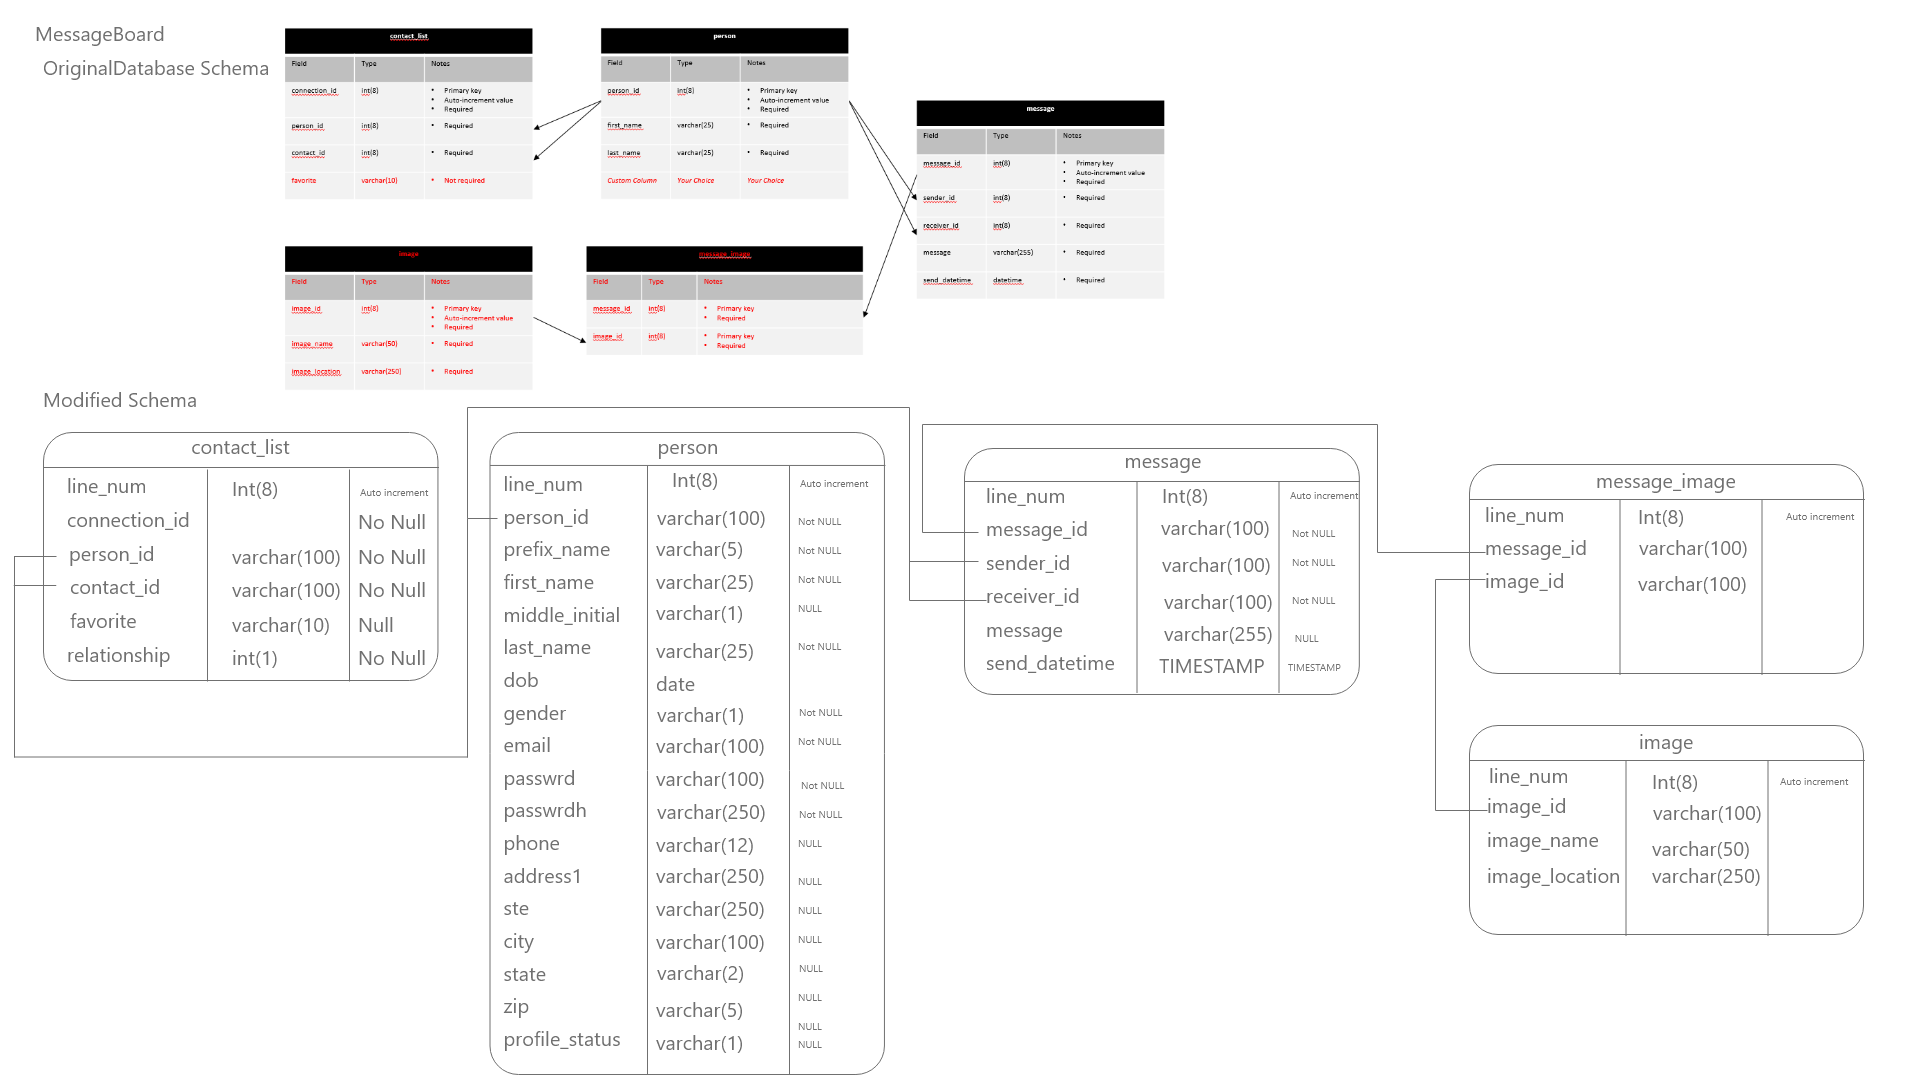 MessageBoard
OriginalDatabase Schema
contact_list
Field Type Notes
connection_id int(8) • Primary key
• Auto-increment value
• Required
person_id int(8) • Required
contact_id int(8) • Required
favorite varchar(10) • Not required
person
Field Type Notes
person_id int(8) • Primary key
• Auto-increment value
• Required
first_name varchar(25) • Required
last_name varchar(25) • Required
Custom Column Your Choice Your Choice
message
Field Type Notes
message_id int(8) • Primary key
• Auto-increment value
• Required
sender_id int(8) • Required
receiver_id int(8) • Required
message varchar(255) • Required
send_datetime datetime • Required
image
Field Type Notes
image_id int(8) • Primary key
• Auto-increment value
• Required
image_name varchar(50) • Required
image_location varchar(250) • Required
message_image
Field Type Notes
message_id int(8) • Primary key
• Required
image_id int(8) • Primary key
• Required
Modified Schema
contact_list
line_num Int(8) Auto increment
connection_id No Null
person_id varchar(100) No Null
contact_id varchar(100) No Null
favorite varchar(10) Null
relationship int(1) No Null
person
line_num Int(8) Auto increment
person_id varchar(100) Not NULL
prefix_name varchar(5) Not NULL
first_name varchar(25) Not NULL
middle_initial varchar(1) NULL
last_name varchar(25) Not NULL
dob date
gender varchar(1) Not NULL
email varchar(100) Not NULL
passwrd varchar(100) Not NULL
passwrdh varchar(250) Not NULL
phone varchar(12) NULL
address1 varchar(250) NULL
ste varchar(250) NULL
city varchar(100) NULL
state varchar(2) NULL
zip varchar(5) NULL
NULL
profile_status varchar(1) NULL
message
line_num Int(8) Auto increment
message_id varchar(100) Not NULL
sender_id varchar(100) Not NULL
receiver_id varchar(100) Not NULL
message varchar(255) NULL
send_datetime TIMESTAMP TIMESTAMP
message_image
line_num Int(8) Auto increment
message_id varchar(100)
image_id varchar(100)
image
line_num Int(8) Auto increment
image_id varchar(100)
image_name varchar(50)
image_location varchar(250)